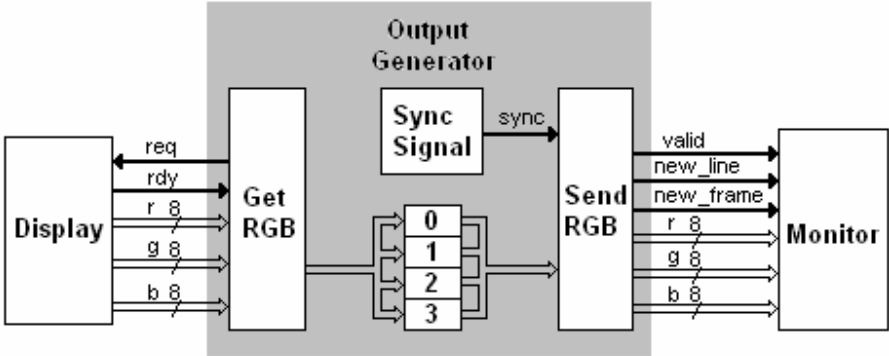 Output
Generator
Sync
Signal
sync
Display
req
rdy
r 8
g 8
b 8
Get
RGB
0
1
2
3
Send
RGB
valid
new_line
new_frame
r 8
g 8
b 8
Monitor